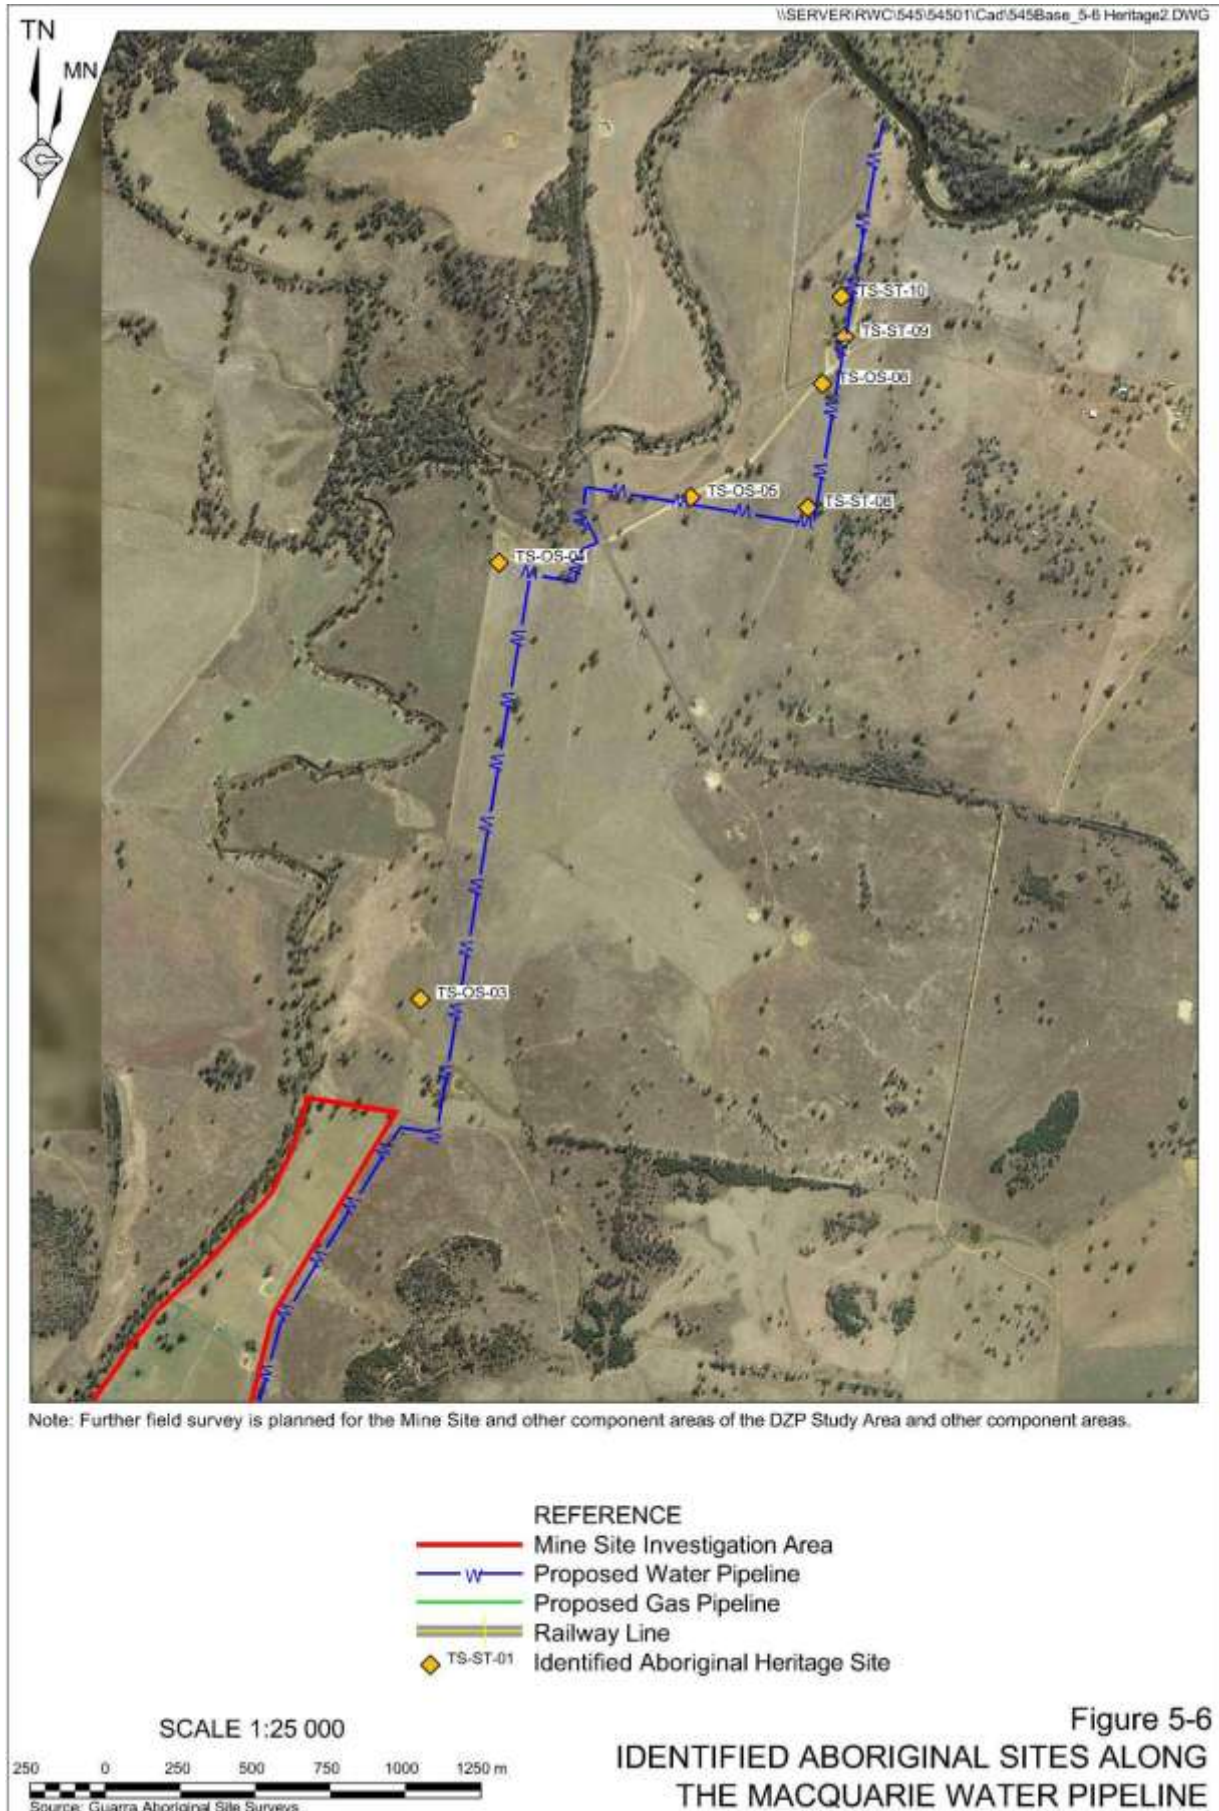 \\SERVER\RWC\545\54501\Cad\545Base_5-6 Heritage2.DWG
TN
MN
TS-ST-10
TS-ST-09
TS-OS-06
TS-OS-05
TS-ST-08
TS-OS-04
TS-OS-03
W
Note: Further field survey is planned for the Mine Site and other component areas of the DZP Study Area and other component areas.
REFERENCE
Mine Site Investigation Area
W Proposed Water Pipeline
Proposed Gas Pipeline
Railway Line
TS-ST-01 Identified Aboriginal Heritage Site
SCALE 1:25 000
250 0 250 500 750 1000 1250 m
Source: Guarra Aboriginal Site Surveys
Figure 5-6
IDENTIFIED ABORIGINAL SITES ALONG
THE MACQUARIE WATER PIPELINE